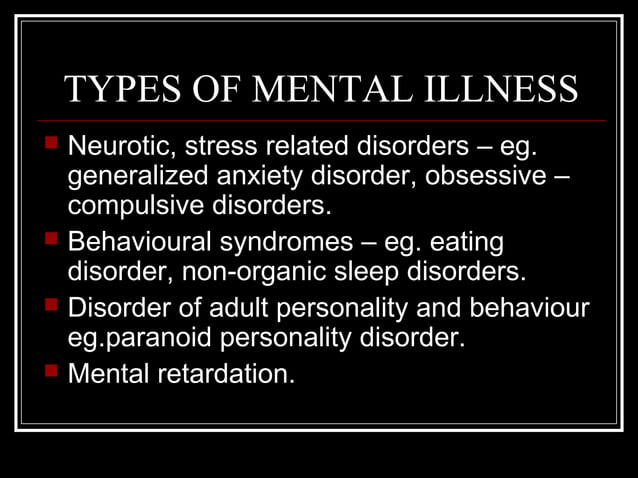 TYPES OF MENTAL ILLNESS
Neurotic, stress related disorders – eg.
generalized anxiety disorder, obsessive –
compulsive disorders.
Behavioural syndromes – eg. eating
disorder, non-organic sleep disorders.
Disorder of adult personality and behaviour
eg.paranoid personality disorder.
Mental retardation.